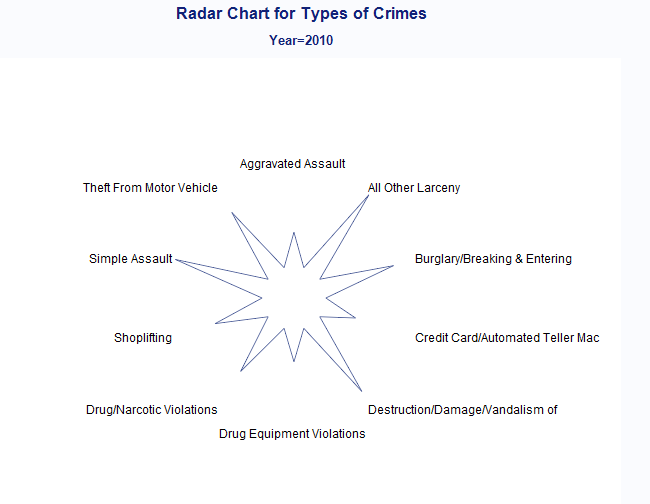 Radar Chart for Types of Crimes
Year=2010
Aggravated Assault
Theft From Motor Vehicle
All Other Larceny
Simple Assault
Burglary/Breaking & Entering
Shoplifting
Credit Card/Automated Teller Mac
Drug/Narcotic Violations
Destruction/Damage/Vandalism of
Drug Equipment Violations